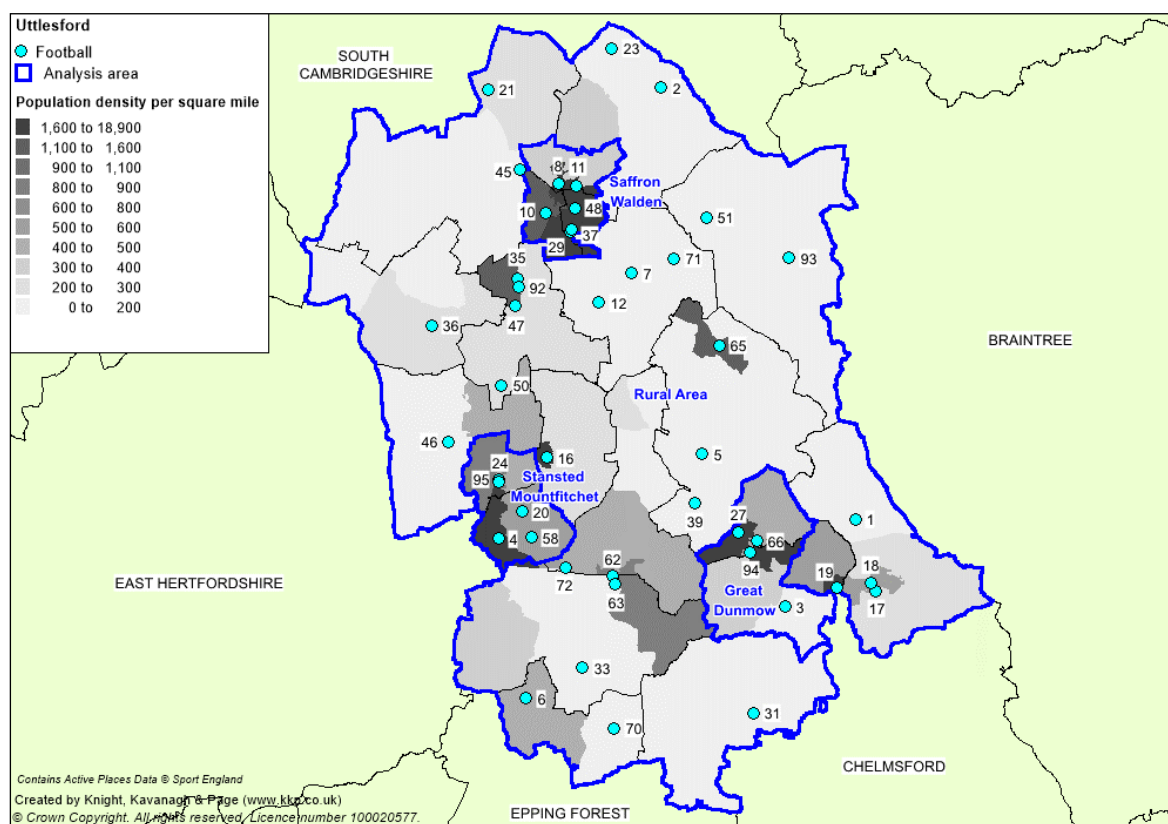 Uttlesford
Football
Analysis area
Population density per square mile
1,600 to 18,900
1,100 to 1,600
900 to 1,100
800 to 900
600 to 800
500 to 600
400 to 500
300 to 400
200 to 300
0 to 200
SOUTH
CAMBRIDGESHIRE
23
2
21
45
8
11
Saffron
Walden
10
48
37
29
51
93
71
7
12
35
92
47
36
65
BRAINTREE
50
Rural Area
46
16
5
24
95
Stansted
Mountfitchet
20
4
58
39
27
66
94
1
EAST HERTFORDSHIRE
72
62
63
Great
Dunmow
3
19
18
17
33
6
70
31
CHELMSFORD
EPPING FOREST
Contains Active Places Data © Sport England
Created by Knight, Kavanagh & Page (www.kkp.co.uk)
© Crown Copyright. All rights reserved. Licence number 100020577.